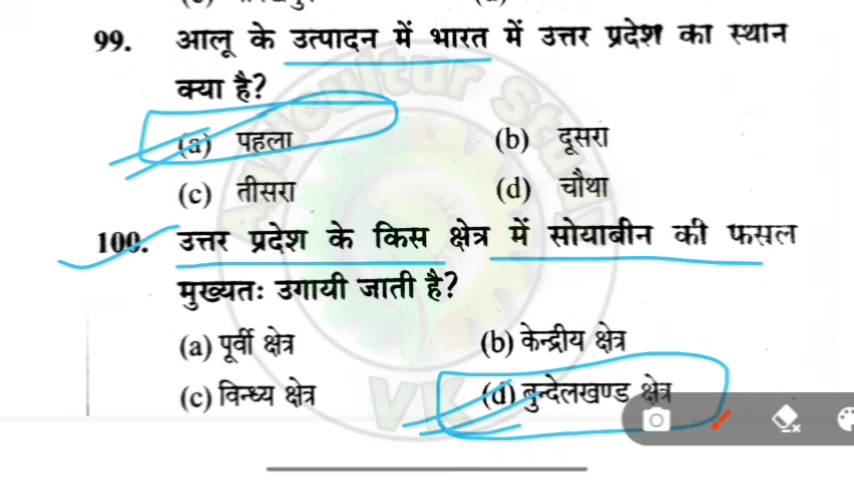 99. आलू के उत्पादन में भारत में उत्तर प्रदेश का स्थान
क्या है?
(a) पहला (b) दूसरा
(c) तीसरा (d) चौथा
100. उत्तर प्रदेश के किस क्षेत्र में सोयाबीन की फसल
मुख्यतः उगायी जाती है?
(a) पूर्वी क्षेत्र (b) केन्द्रीय क्षेत्र
(c) विन्ध्य क्षेत्र (d) बुन्देलखण्ड क्षेत्र
VK